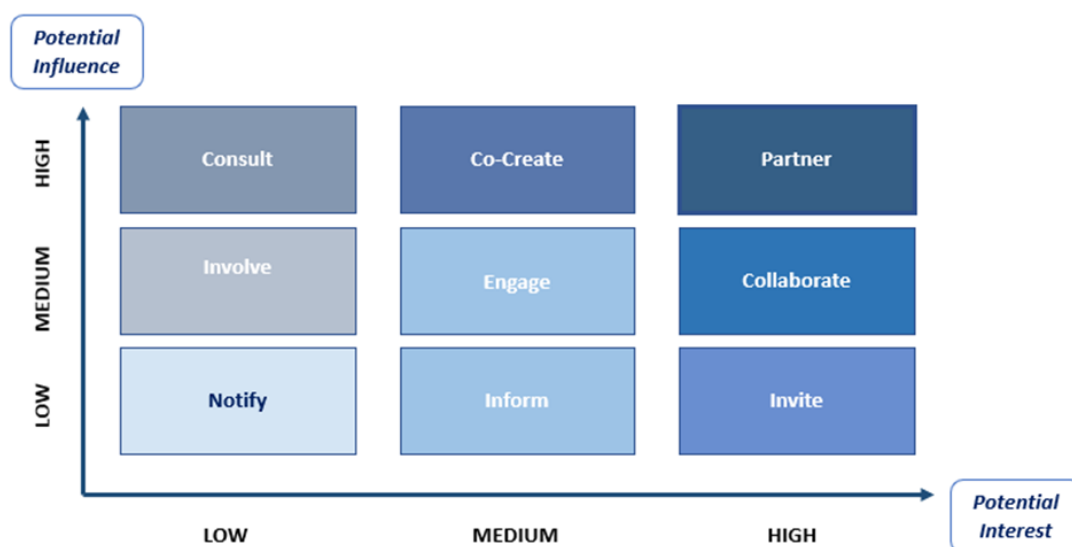 Potential
Influence
HIGH
Consult
Co-Create
Partner
MEDIUM
Involve
Engage
Collaborate
LOW
Notify
Inform
Invite
LOW
MEDIUM
HIGH
Potential
Interest